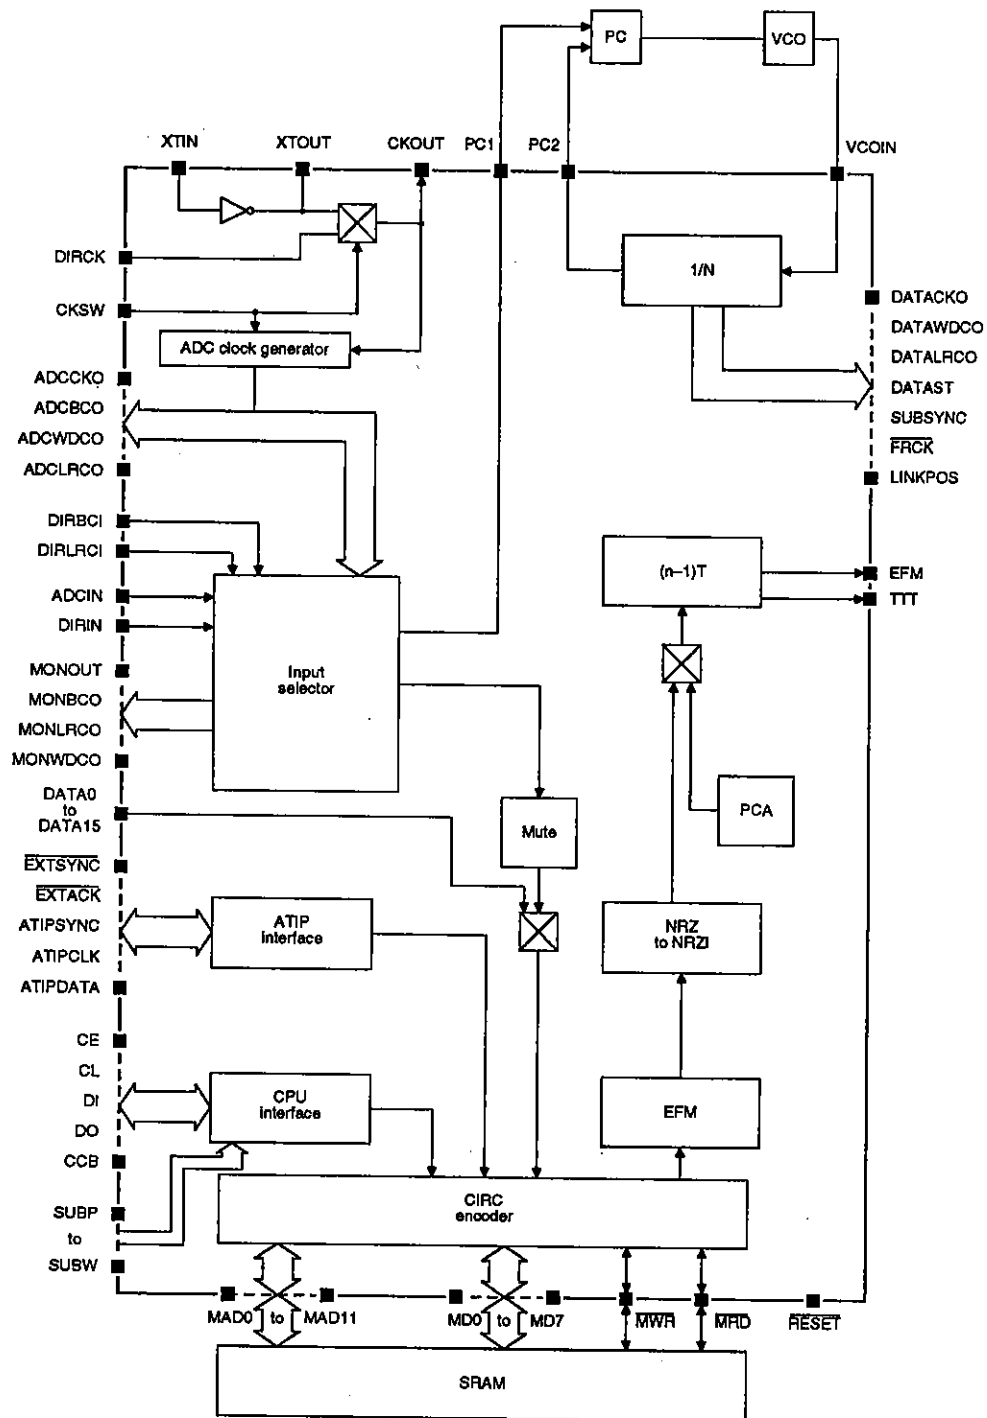 PC
VCO
XTIN
XTOUT
CKOUT
PC1
PC2
VCOIN
DIRCK
1/N
CKSW
DATACKO
DATAWDCO
ADC clock generator
DATALRCO
ADCCKO
DATAST
ADCBCO
SUBSYNC
ADCWDCO
FRCK
ADCLRCO
LINKPOS
DIRBCI
DIRLRCI
(n–1)T
EFM
ADCIN
TTT
DIRIN
MONOUT
Input
selector
MONBCO
MONLRCO
MONWDCO
DATA0
to
DATA15
Mute
PCA
EXTSYNC
EXTACK
ATIPSYNC
ATIP
interface
NRZ
to NRZI
ATIPCLK
ATIPDATA
CE
CL
DI
CPU
interface
EFM
DO
CCB
SUBP
to
SUBW
CIRC
encoder
MAD0 to MAD11
MD0 to MD7
MWR
MRD
RESET
SRAM